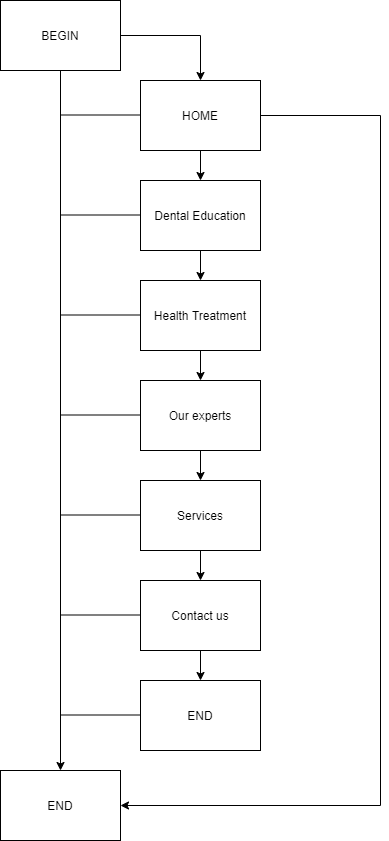 BEGIN
HOME
Dental Education
Health Treatment
Our experts
Services
Contact us
END
END